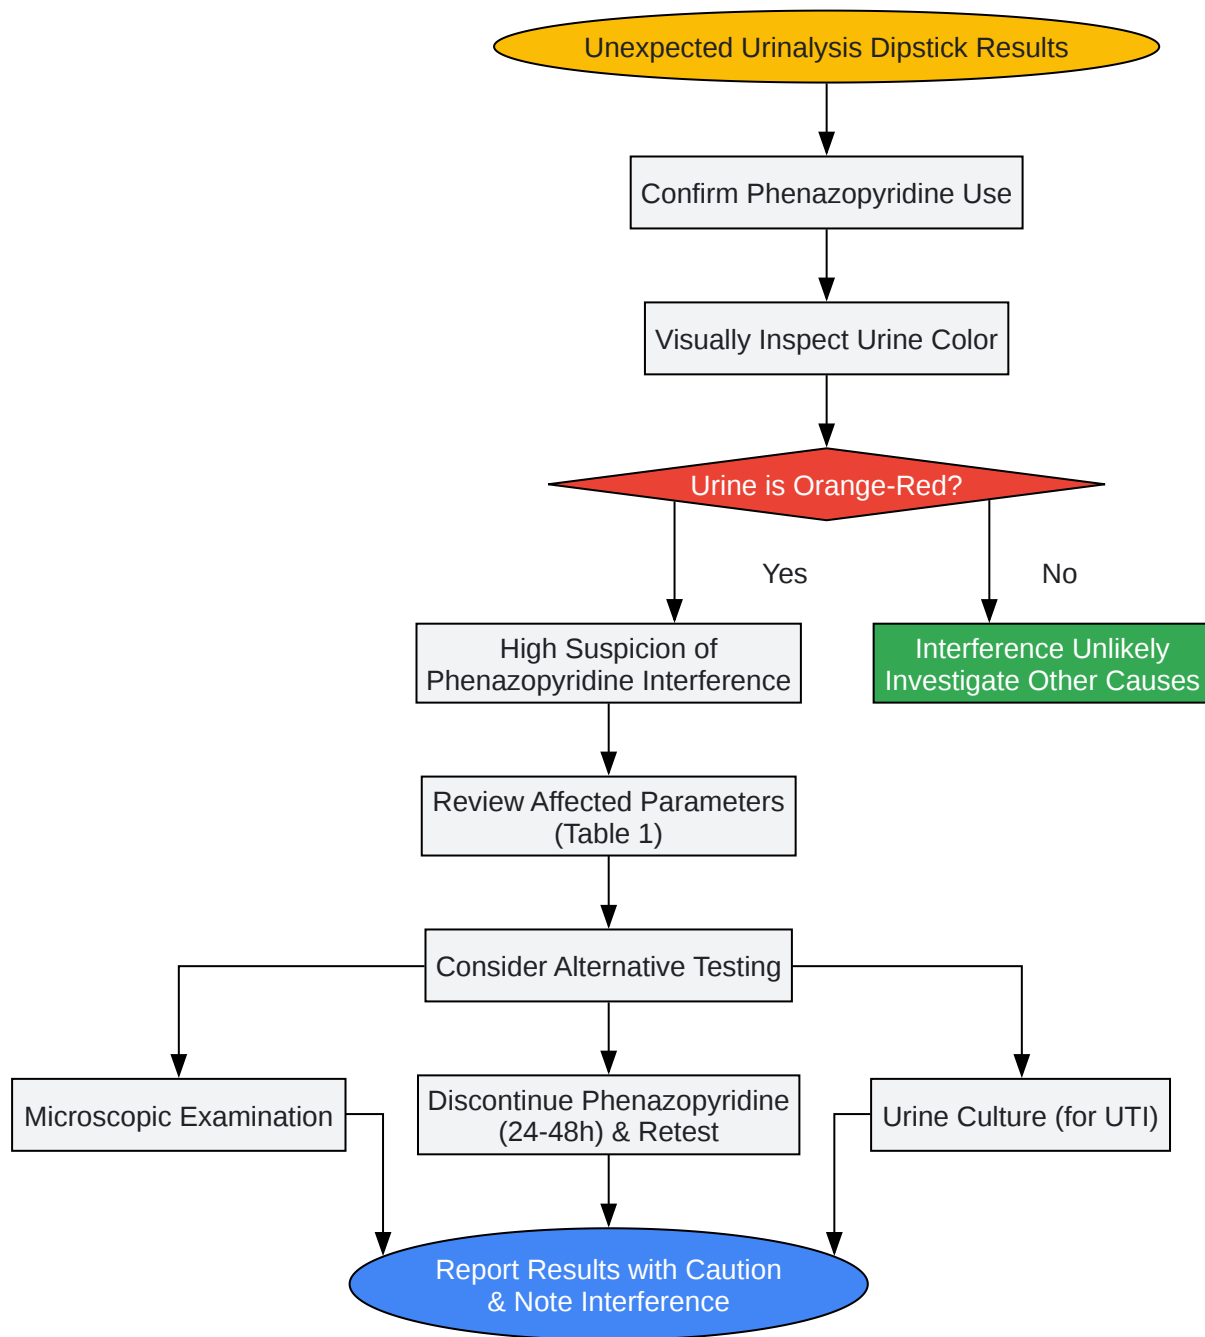 Unexpected Urinalysis Dipstick Results
Confirm Phenazopyridine Use
Visually Inspect Urine Color
Urine is Orange-Red?
Yes
No
High Suspicion of
Phenazopyridine Interference
Interference Unlikely
Investigate Other Causes
Review Affected Parameters
(Table 1)
Consider Alternative Testing
Microscopic Examination
Discontinue Phenazopyridine
(24-48h) & Retest
Urine Culture (for UTI)
Report Results with Caution
& Note Interference